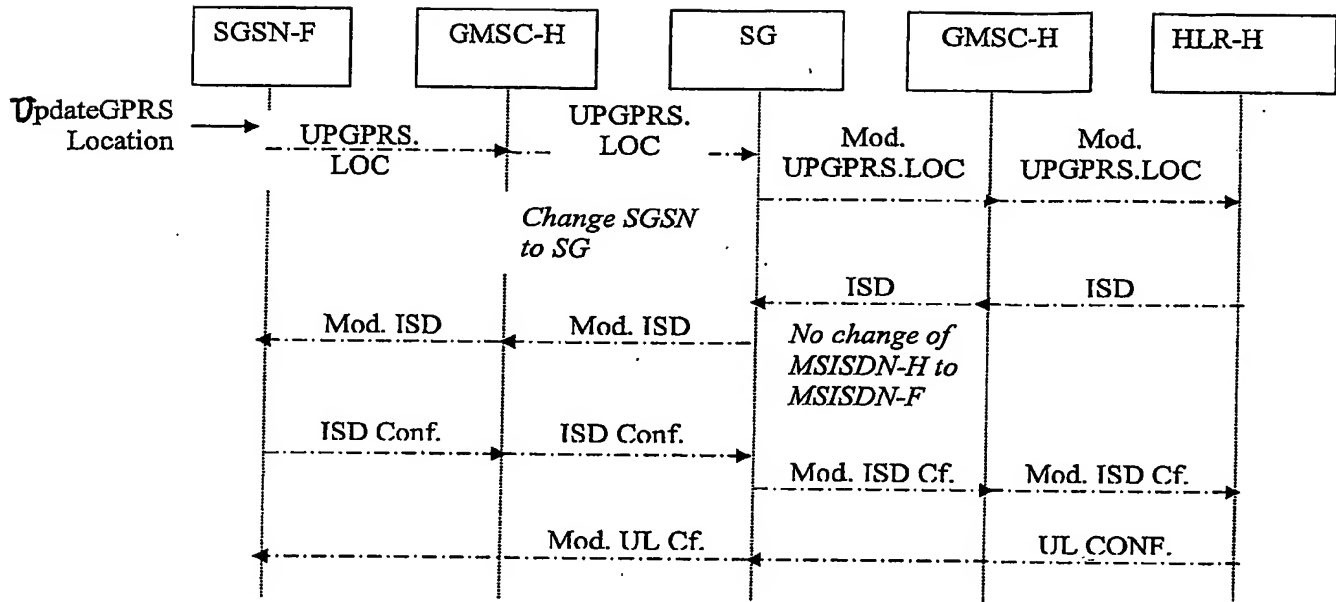 SGSN-F
GMSC-H
SG
GMSC-H
HLR-H
UpdateGPRS
Location
UPGPRS.
LOC
UPGPRS.
LOC
Mod.
UPGPRS.LOC
Mod.
UPGPRS.LOC
Change SGSN
to SG
ISD
ISD
Mod. ISD
Mod. ISD
No change of
MSISDN-H to
MSISDN-F
ISD Conf.
ISD Conf.
Mod. ISD Cf.
Mod. ISD Cf.
Mod. UL Cf.
UL CONF.